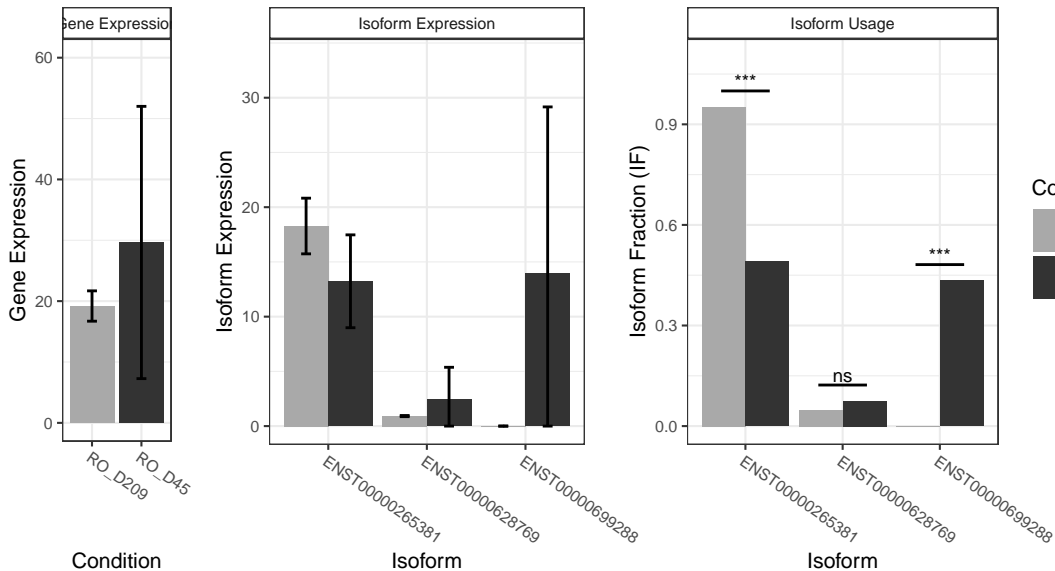 Gene Expression
Isoform Expression
Isoform Usage
Gene Expression
60
40
20
0
RO_D209
RO_D45
Condition
Isoform Expression
30
20
10
0
ENST00000265381
ENST00000628769
ENST00000699288
Isoform
Isoform Fraction (IF)
0.9
0.6
0.3
0.0
***
ns
***
ENST00000265381
ENST00000628769
ENST00000699288
Isoform
Co